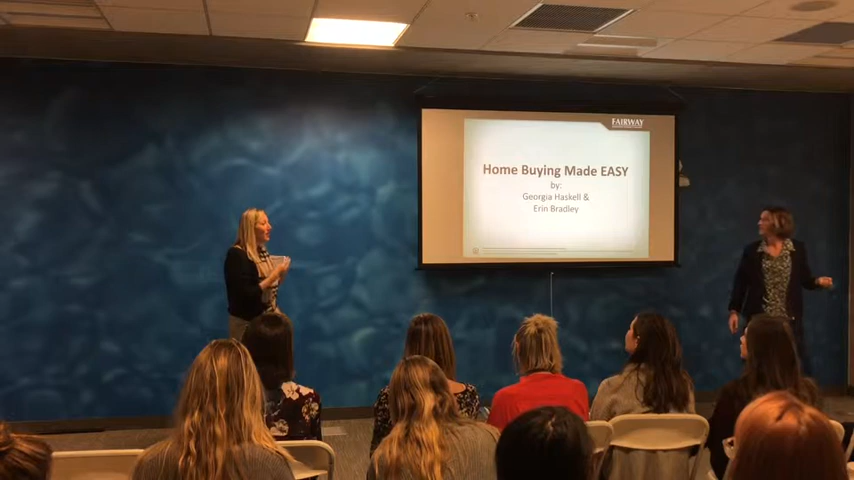 FAIRWAY
Home Buying Made EASY
by:
Georgia Haskell &
Erin Bradley